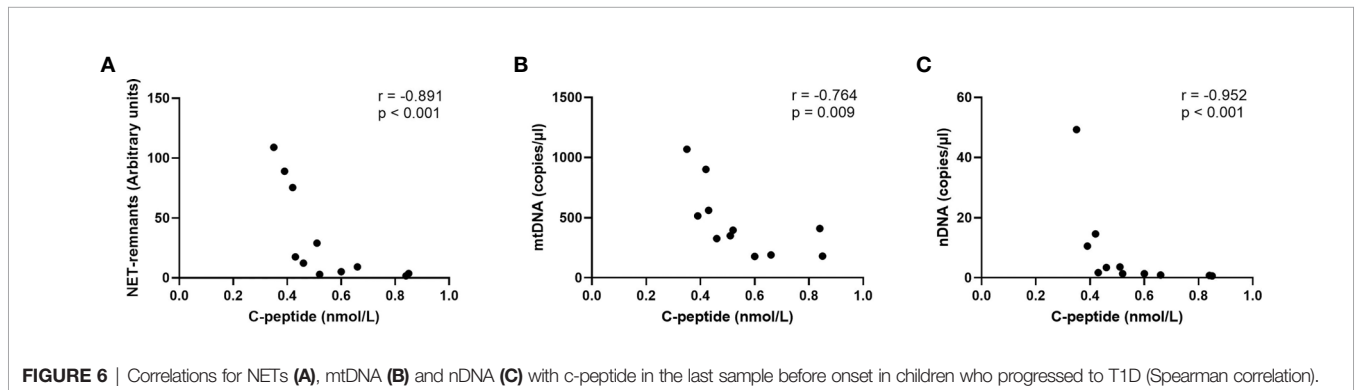 A
NET-remnants (Arbitrary units)
150
100
50
0
r = -0.891
p < 0.001
0.0 0.2 0.4 0.6 0.8 1.0
C-peptide (nmol/L)
B
mtDNA (copies/µl)
1500
1000
500
0
r = -0.764
p = 0.009
0.0 0.2 0.4 0.6 0.8 1.0
C-peptide (nmol/L)
C
nDNA (copies/µl)
60
40
20
0
r = -0.952
p < 0.001
0.0 0.2 0.4 0.6 0.8 1.0
C-peptide (nmol/L)
FIGURE 6 | Correlations for NETs (A), mtDNA (B) and nDNA (C) with c-peptide in the last sample before onset in children who progressed to T1D (Spearman correlation).